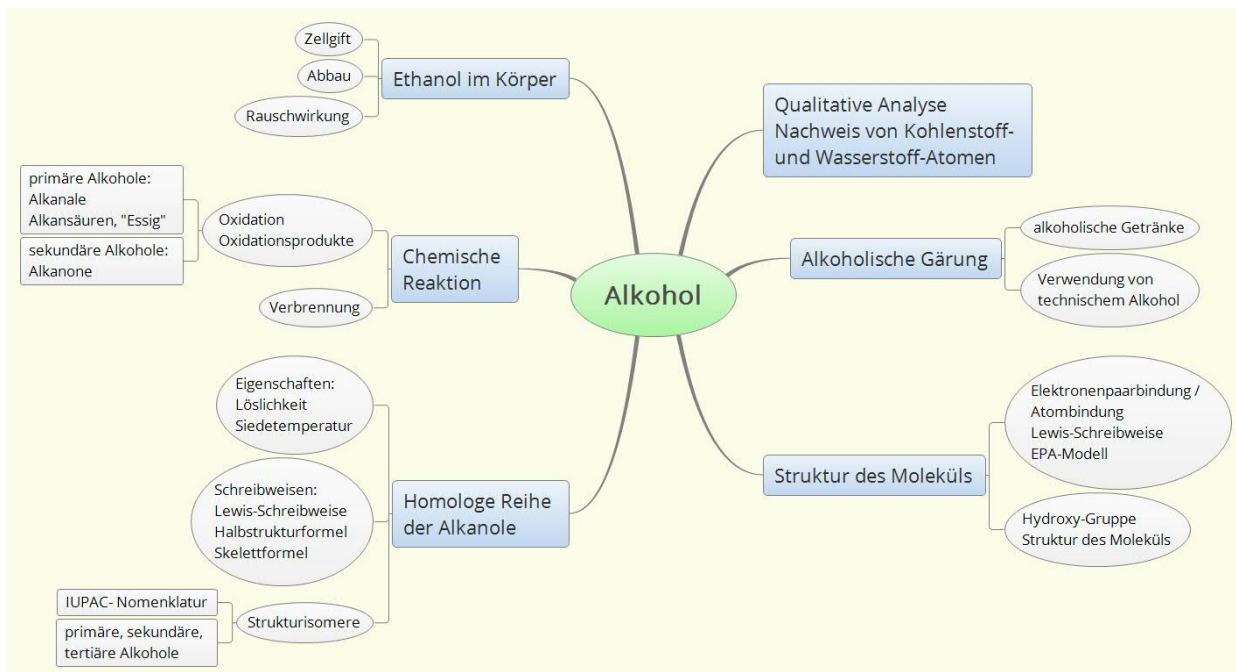 Alkohol
Ethanol im Körper
Zellgift
Abbau
Rauschwirkung
Chemische
Reaktion
Oxidation
Oxidationsprodukte
primäre Alkohole:
Alkanale
Alkansäuren, "Essig"
sekundäre Alkohole:
Alkanone
Verbrennung
Homologe Reihe
der Alkanole
Eigenschaften:
Löslichkeit
Siedetemperatur
Schreibweisen:
Lewis-Schreibweise
Halbstrukturformel
Skelettformel
Strukturisomere
IUPAC- Nomenklatur
primäre, sekundäre,
tertiäre Alkohole
Qualitative Analyse
Nachweis von Kohlenstoff-
und Wasserstoff-Atomen
Alkoholische Gärung
alkoholische Getränke
Verwendung von
technischem Alkohol
Struktur des Moleküls
Elektronenpaarbindung /
Atombindung
Lewis-Schreibweise
EPA-Modell
Hydroxy-Gruppe
Struktur des Moleküls